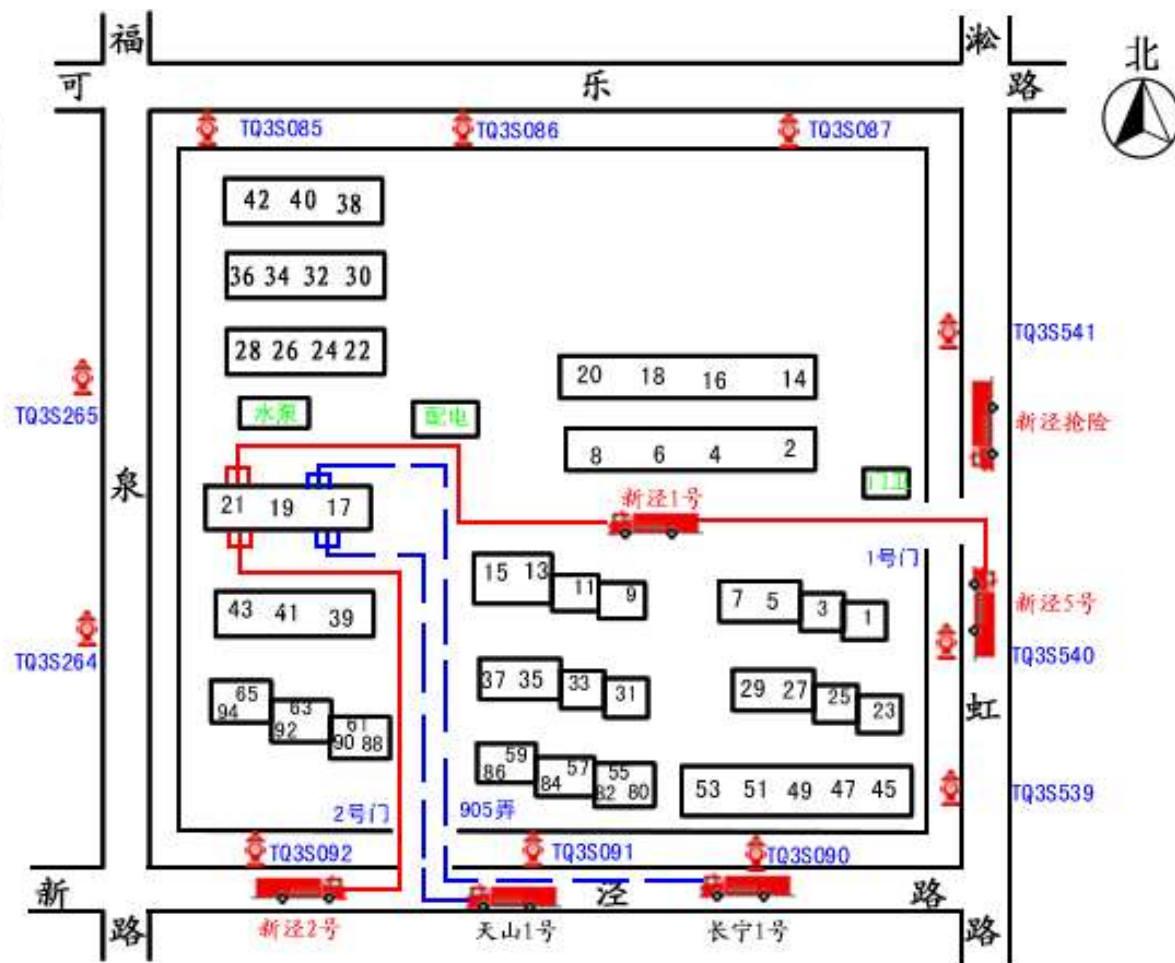 福 淞
北
可 乐 路
TQ3S085 TQ3S086 TQ3S087
42 40 38
36 34 32 30
TQ3S541
28 26 24 22
20 18 16 14
TQ3S265
水泵 配电
新泾抢险
8 6 4 2
泉
门卫
21 19 17
新泾1号
1号门
15 13 11 9
7 5 3 1
新泾5号
43 41 39
TQ3S264
TQ3S540
37 35 33 31
29 27 25 23
65 94 63 92 61 90 88
虹
59 86 57 84 55 82 80
53 51 49 47 45
TQ3S539
2号门 905弄
TQ3S092 TQ3S091 TQ3S090
新 泾 路
路 新泾2号 天山1号 长宁1号 路